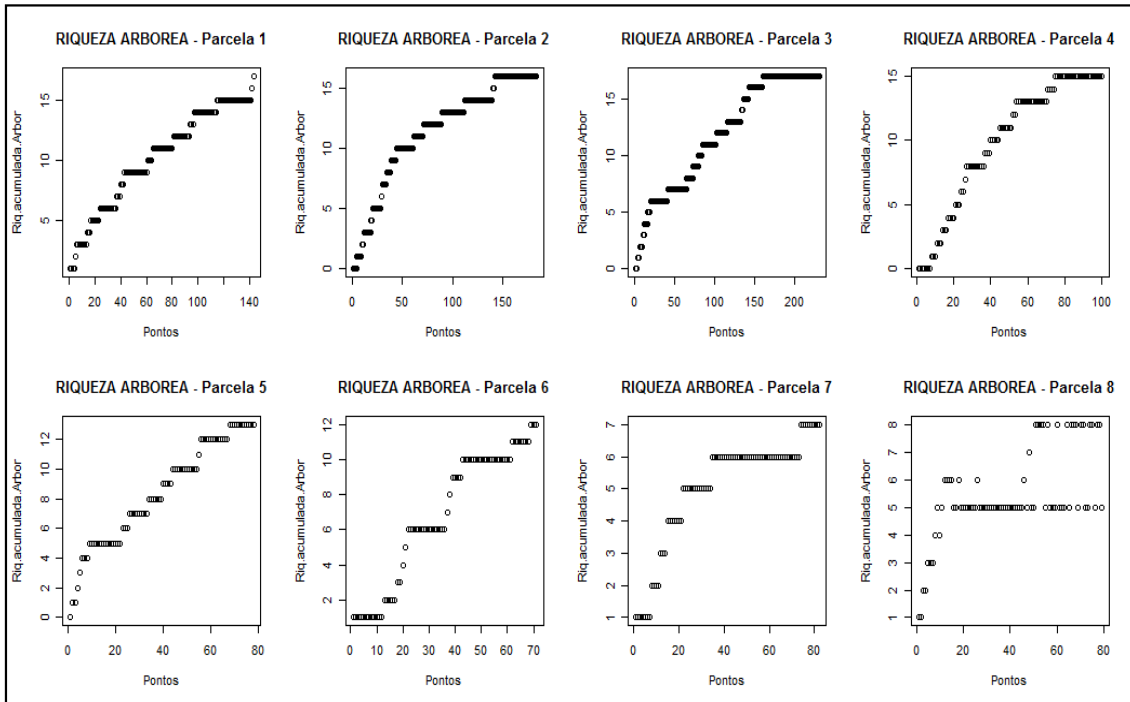 RIQUEZA ARBOREA - Parcela 1
Riq.acumulada.Arbor
5 10 15
0 20 40 60 80 100 140
Pontos
RIQUEZA ARBOREA - Parcela 2
Riq.acumulada.Arbor
0 5 10 15
0 50 100 150
Pontos
RIQUEZA ARBOREA - Parcela 3
Riq.acumulada.Arbor
0 5 10 15
0 50 100 150 200
Pontos
RIQUEZA ARBOREA - Parcela 4
Riq.acumulada.Arbor
0 5 10 15
0 20 40 60 80 100
Pontos
RIQUEZA ARBOREA - Parcela 5
Riq.acumulada.Arbor
0 2 4 6 8 10 12
0 20 40 60 80
Pontos
RIQUEZA ARBOREA - Parcela 6
Riq.acumulada.Arbor
2 4 6 8 10 12
0 10 20 30 40 50 60 70
Pontos
RIQUEZA ARBOREA - Parcela 7
Riq.acumulada.Arbor
1 2 3 4 5 6 7
0 20 40 60 80
Pontos
RIQUEZA ARBOREA - Parcela 8
Riq.acumulada.Arbor
1 2 3 4 5 6 7 8
0 20 40 60 80
Pontos